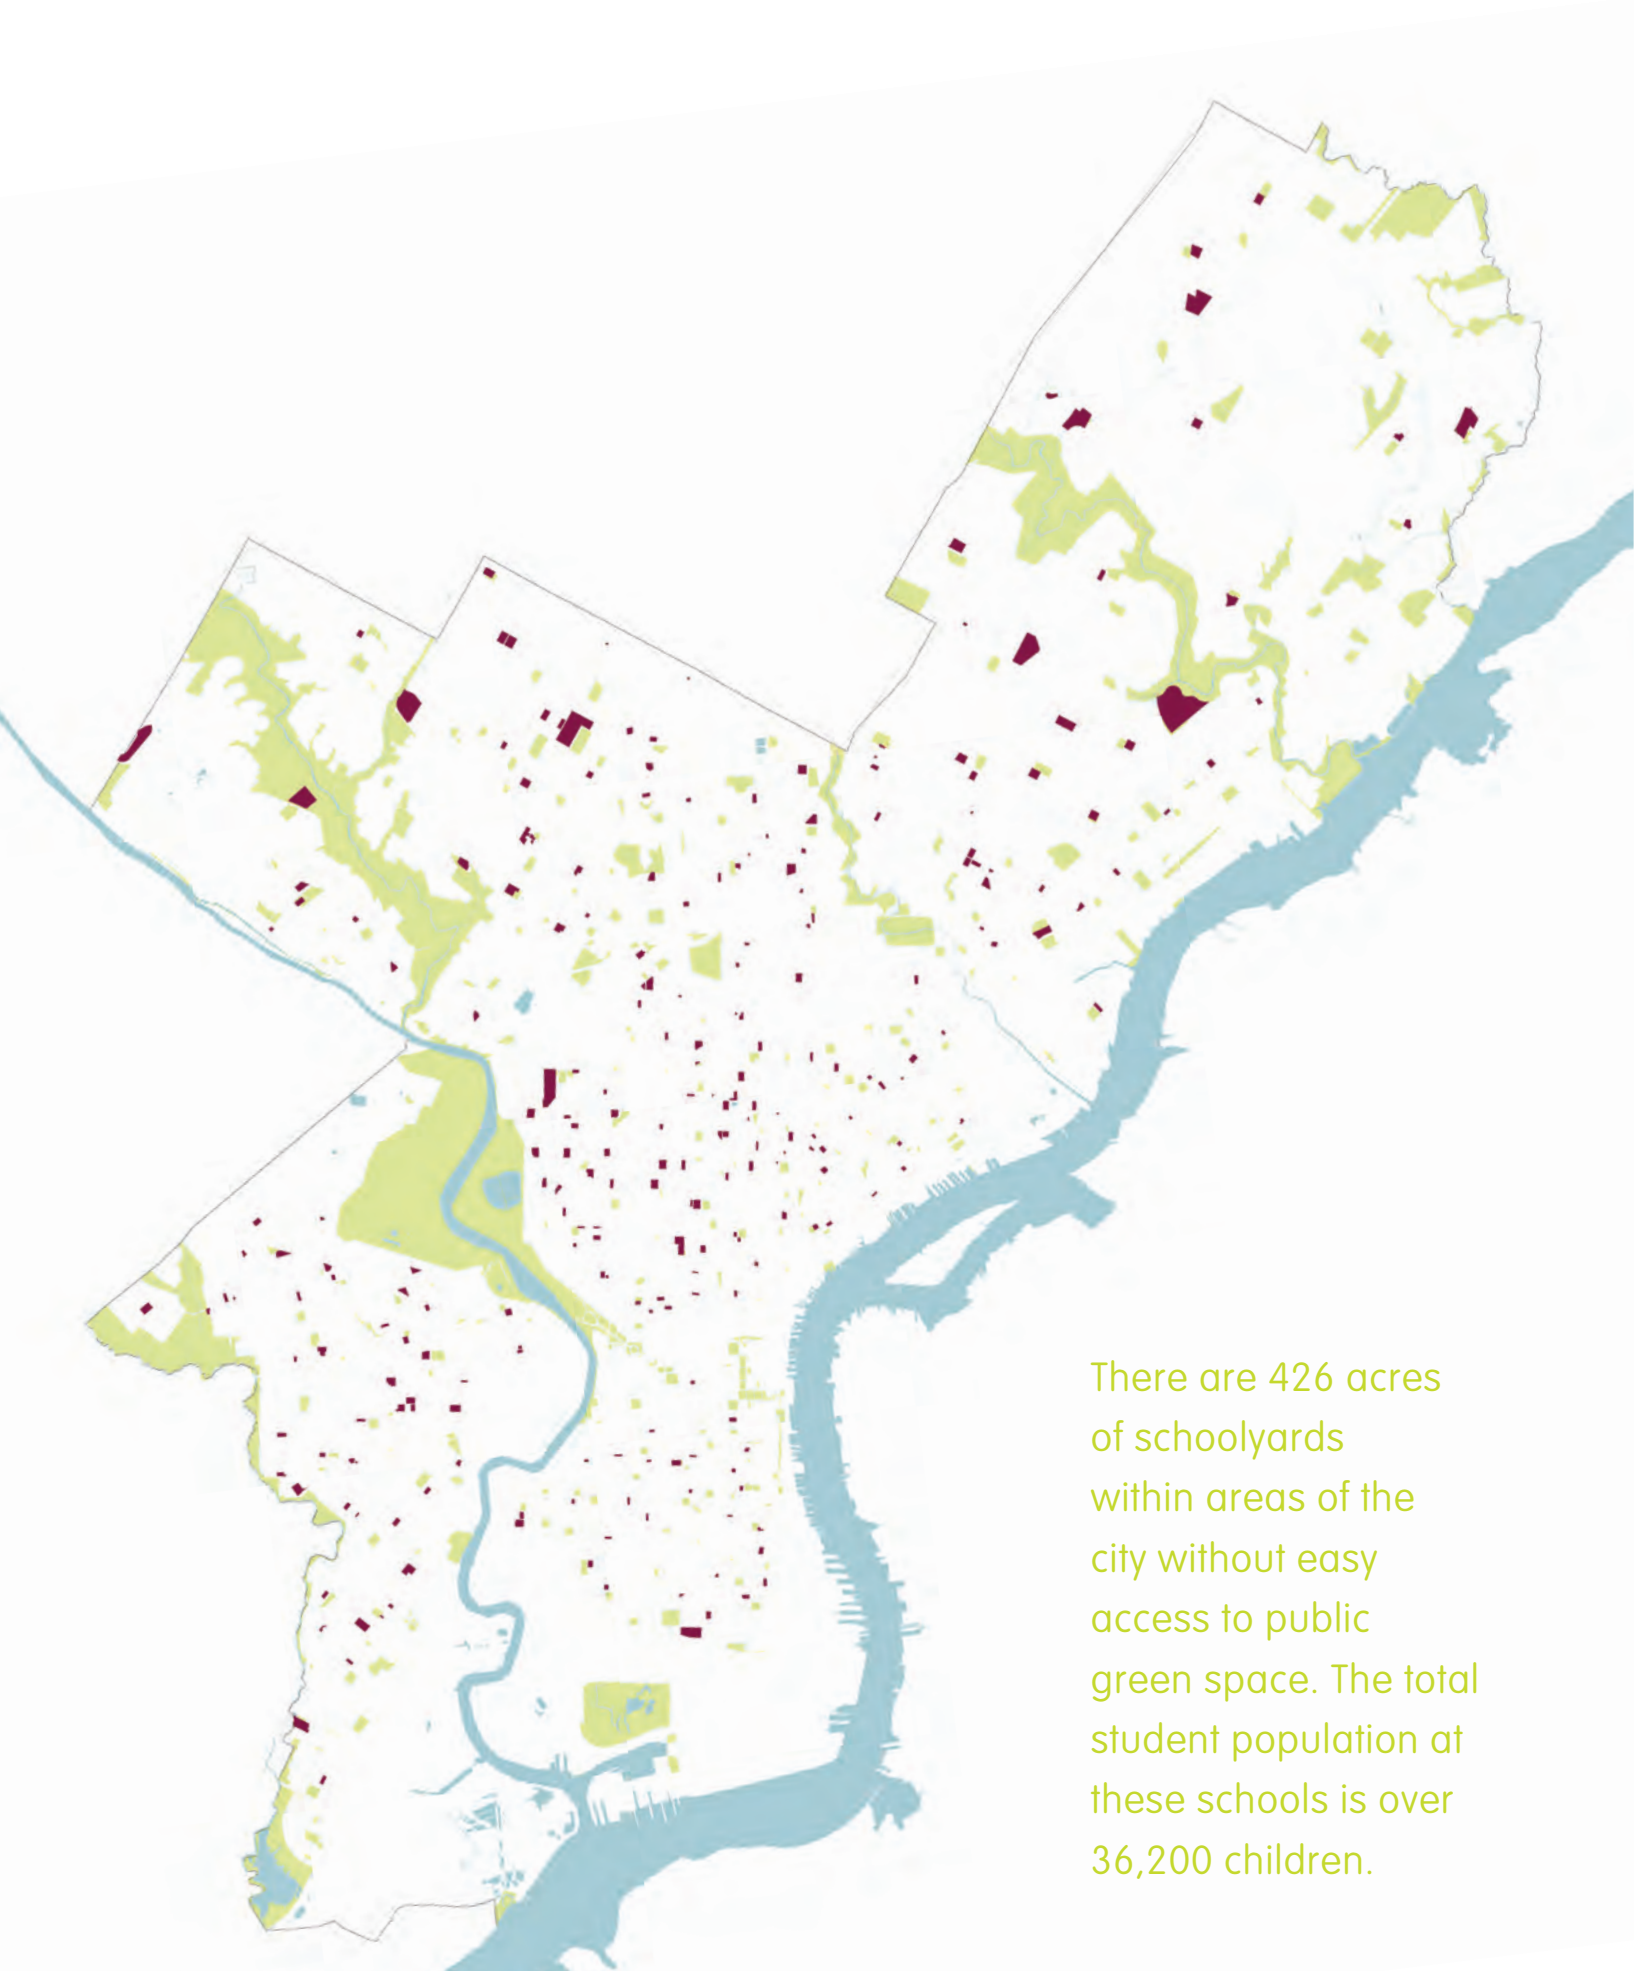 There are 426 acres
of schoolyards
within areas of the
city without easy
access to public
green space. The total
student population at
these schools is over
36,200 children.